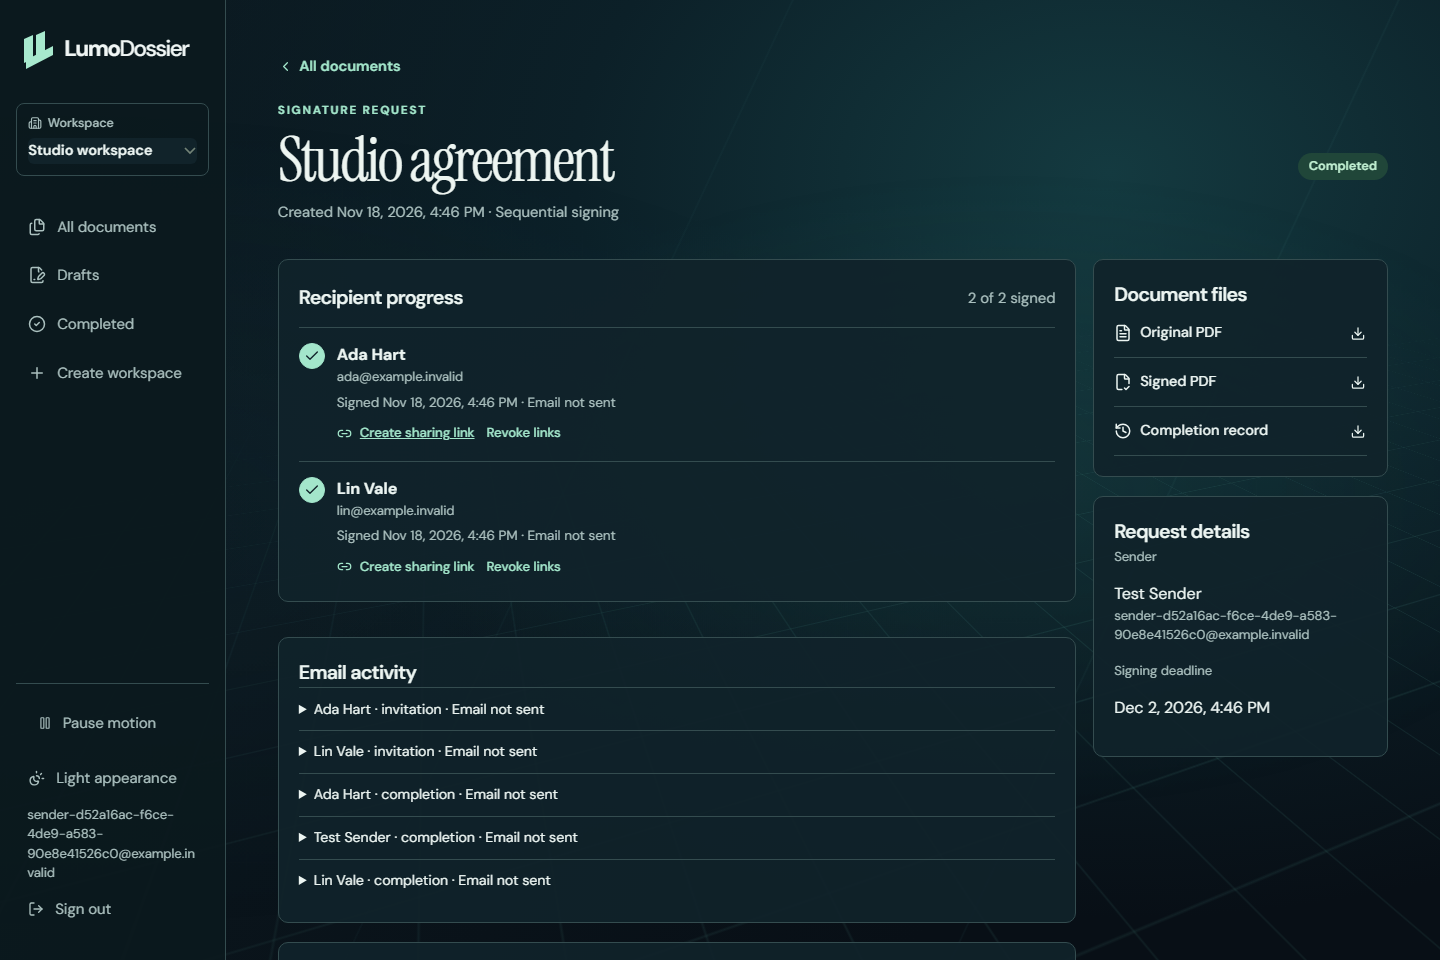 LumoDossier
Workspace
Studio workspace
All documents
Drafts
Completed
Create workspace
Pause motion
Light appearance
sender-d52a16ac-f6ce-
4de9-a583-
90e8e41526c0@example.in
valid
Sign out
All documents
SIGNATURE REQUEST
Studio agreement
Completed
Created Nov 18, 2026, 4:46 PM · Sequential signing
Recipient progress
2 of 2 signed
Ada Hart
ada@example.invalid
Signed Nov 18, 2026, 4:46 PM · Email not sent
Create sharing link Revoke links
Lin Vale
lin@example.invalid
Signed Nov 18, 2026, 4:46 PM · Email not sent
Create sharing link Revoke links
Email activity
Ada Hart · invitation · Email not sent
Lin Vale · invitation · Email not sent
Ada Hart · completion · Email not sent
Test Sender · completion · Email not sent
Lin Vale · completion · Email not sent
Document files
Original PDF
Signed PDF
Completion record
Request details
Sender
Test Sender
sender-d52a16ac-f6ce-4de9-a583-
90e8e41526c0@example.invalid
Signing deadline
Dec 2, 2026, 4:46 PM